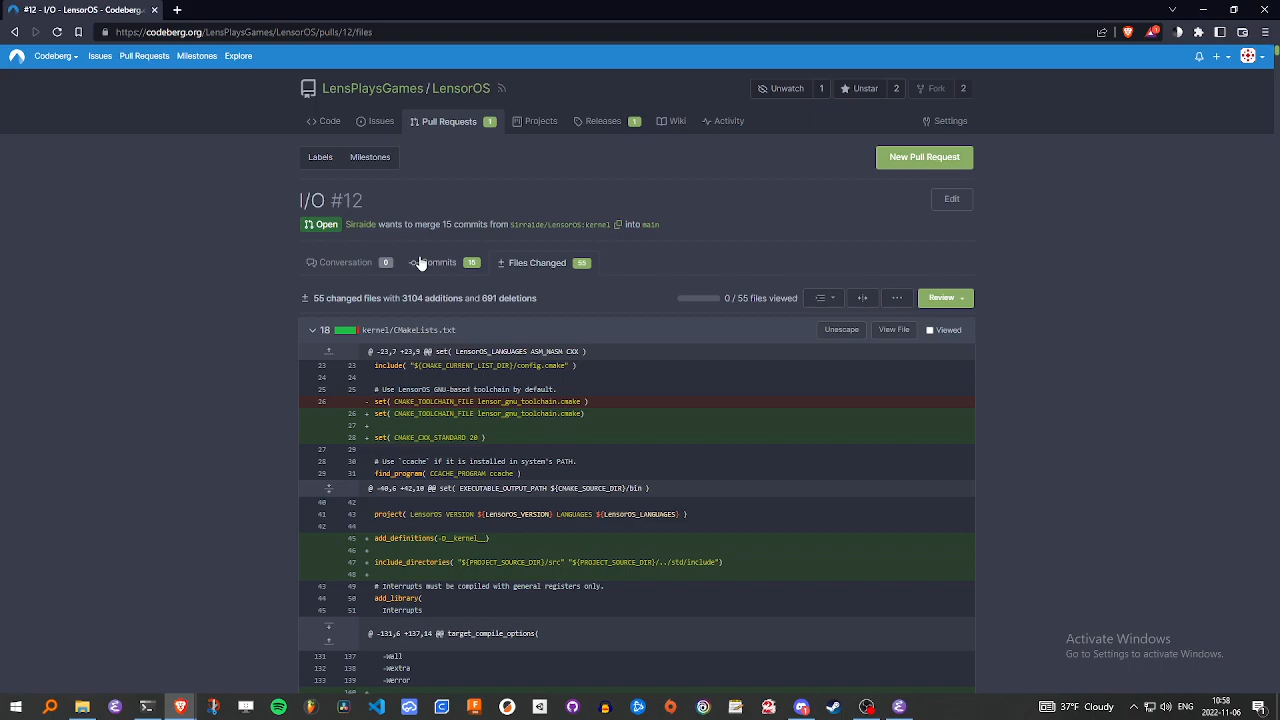 #12 - I/O - LensorOS - Codeberg.
https://codeberg.org/LensPlaysGames/LensorOS/pulls/12/files
Codeberg Issues Pull Requests Milestones Explore
LensPlaysGames / LensorOS
Unwatch 1 Unstar 2 Fork 2
Code Issues Pull Requests 1 Projects Releases 1 Wiki Activity Settings
Labels Milestones New Pull Request
I/O #12 Edit
Open Sirraide wants to merge 15 commits from sirraide/LensorOS:kernel into main
Conversation 0 Commits 15 Files Changed 55
55 changed files with 3104 additions and 691 deletions 0 / 55 files viewed Review
18 kernel/CMakeLists.txt Unescape View File Viewed
@ -23,7 +23,9 @@ set( LensorOS_LANGUAGES ASM_NASM CXX )
23 23 include( "${CMAKE_CURRENT_LIST_DIR}/config.cmake" )
24 24
25 25 # Use LensorOS GNU-based toolchain by default.
26 - set( CMAKE_TOOLCHAIN_FILE lensor_gnu_toolchain.cmake )
26 + set( CMAKE_TOOLCHAIN_FILE lensor_gnu_toolchain.cmake)
27 +
28 + set( CMAKE_CXX_STANDARD 20 )
27 29
28 30 # Use `ccache` if it is installed in system's PATH.
29 31 find_program( CCACHE_PROGRAM ccache )
@ -40,6 +42,10 @@ set( EXECUTABLE_OUTPUT_PATH ${CMAKE_SOURCE_DIR}/bin )
40 42
41 43 project( LensorOS VERSION ${LensorOS_VERSION} LANGUAGES ${LensorOS_LANGUAGES} )
42 44
45 + add_definitions(-D__kernel__)
46 +
47 + include_directories( "${PROJECT_SOURCE_DIR}/src" "${PROJECT_SOURCE_DIR}/../std/include")
48 +
43 49 # Interrupts must be compiled with general registers only.
44 50 add_library(
45 51 Interrupts
@ -131,6 +137,14 @@ target_compile_options(
131 137 -Wall
132 138 -Wextra
133 139 -Werror
140 +
Activate Windows
Go to Settings to activate Windows.
37°F Cloudy
10:58
2022-11-06